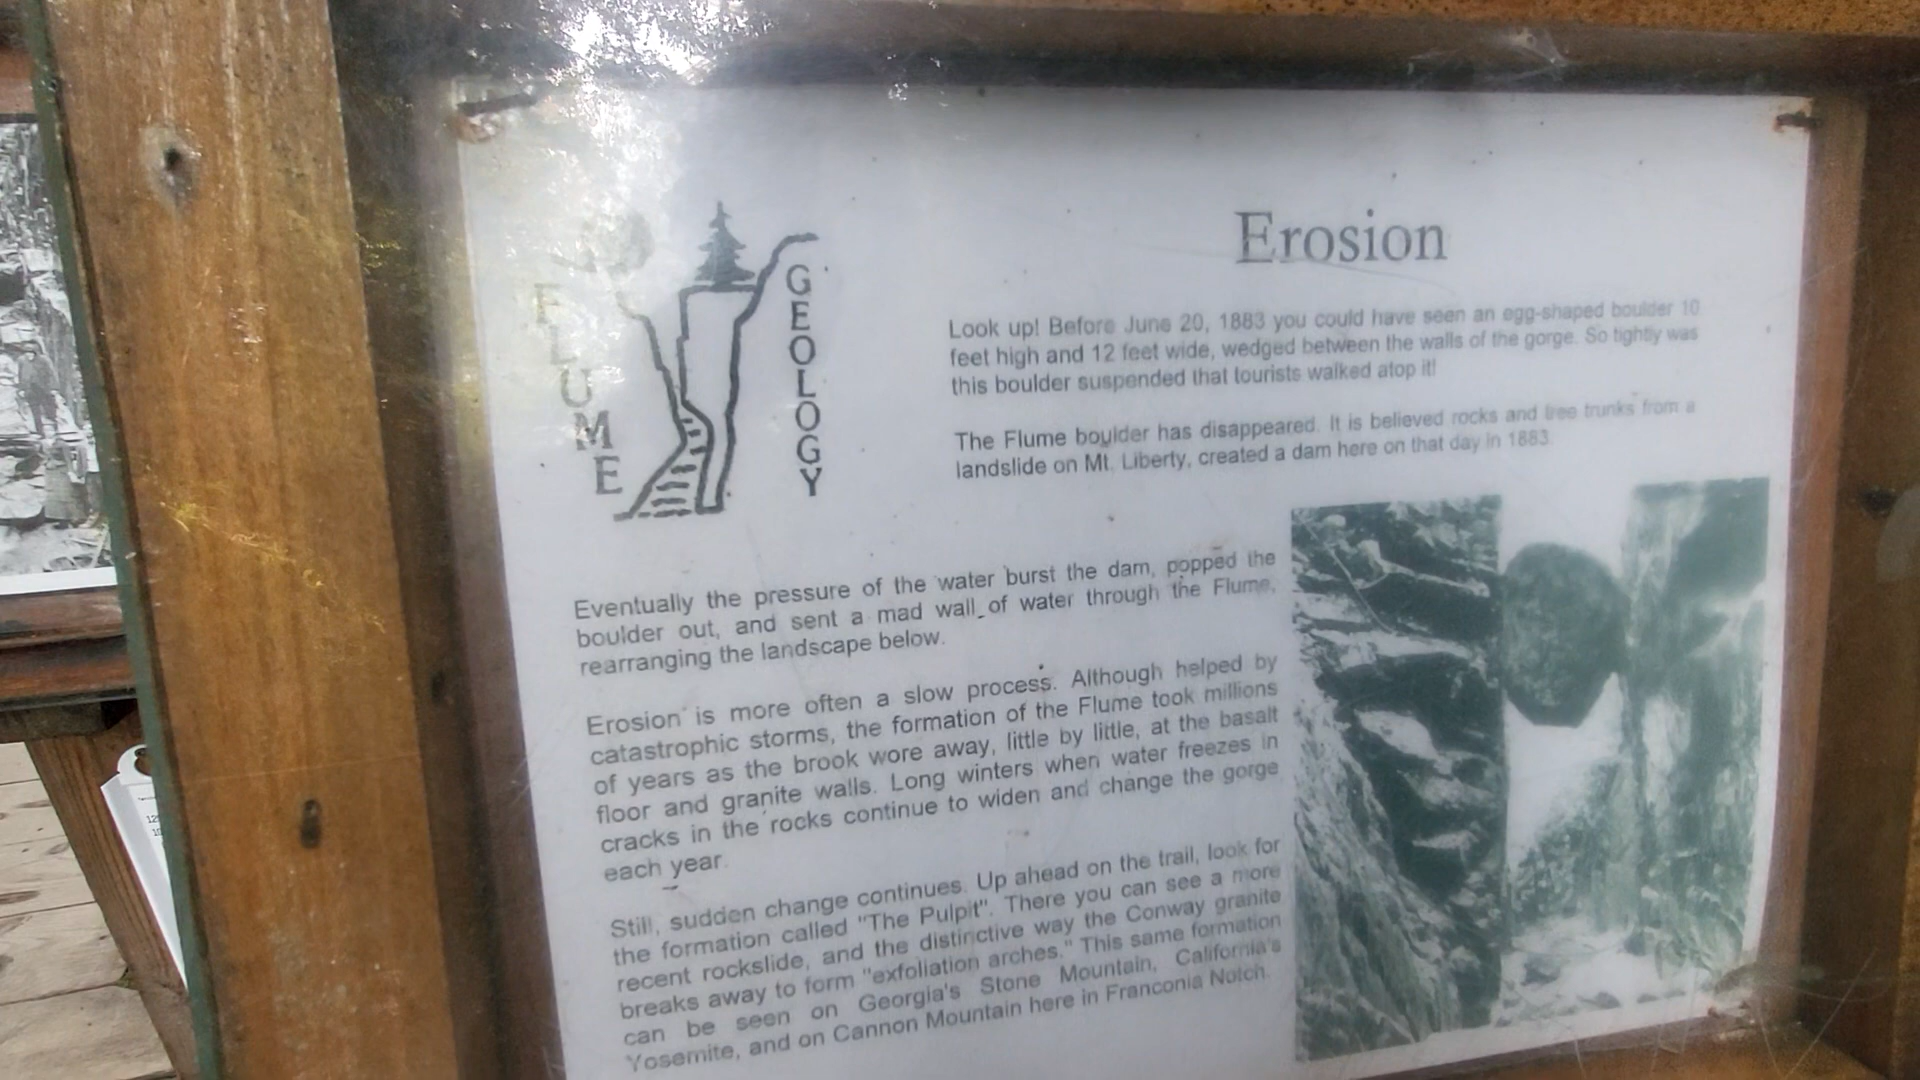 FLUME
GEOLOGY
Erosion
Look up! Before June 20, 1883 you could have seen an egg-shaped boulder 10
feet high and 12 feet wide, wedged between the walls of the gorge. So tightly was
this boulder suspended that tourists walked atop it!
The Flume boulder has disappeared. It is believed rocks and tree trunks from a
landslide on Mt. Liberty, created a dam here on that day in 1883.
Eventually the pressure of the water burst the dam, popped the
boulder out, and sent a mad wall of water through the Flume,
rearranging the landscape below.
Erosion is more often a slow process. Although helped by
catastrophic storms, the formation of the Flume took millions
of years as the brook wore away, little by little, at the basalt
floor and granite walls. Long winters when water freezes in
cracks in the rocks continue to widen and change the gorge
each year.
Still, sudden change continues. Up ahead on the trail, look for
the formation called "The Pulpit". There you can see a more
recent rockslide, and the distinctive way the Conway granite
breaks away to form "exfoliation arches." This same formation
can be seen on Georgia's Stone Mountain, California's
Yosemite, and on Cannon Mountain here in Franconia Notch.